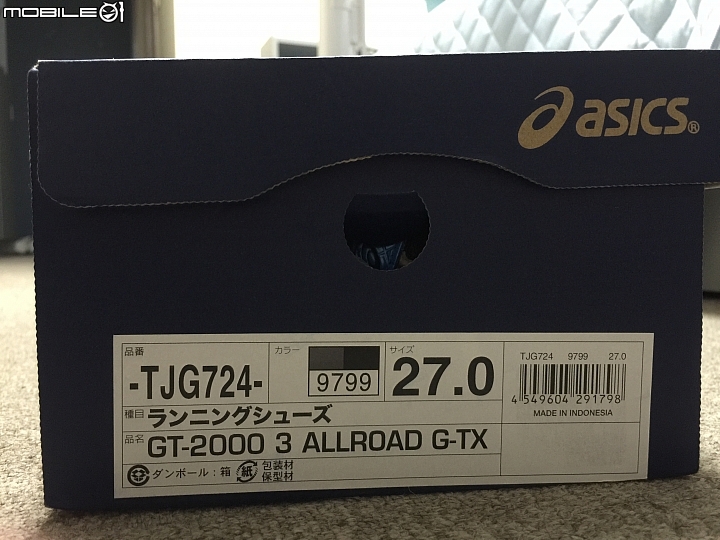 MOBILE01
asics®
品番
-TJG724-
カラー
9799
サイズ
27.0
TJG724 9799 27.0
4 549604 291798
MADE IN INDONESIA
種目 ランニングシューズ
品名 GT-2000 3 ALLROAD G-TX
ダンボール:箱 紙 包装材
保型材